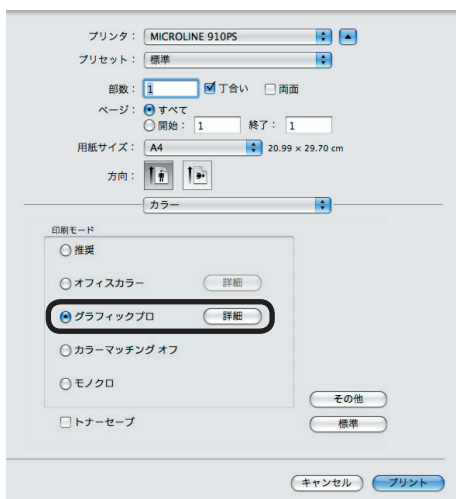 プリンタ： MICROLINE 910PS
プリセット： 標準
部数： 1 丁合い 両面
ページ： すべて
開始： 1 終了： 1
用紙サイズ： A4 20.99 × 29.70 cm
方向：
カラー
印刷モード
推奨
オフィスカラー 詳細
グラフィックプロ 詳細
カラーマッチング オフ
モノクロ
その他
トナーセーブ 標準
キャンセル プリント